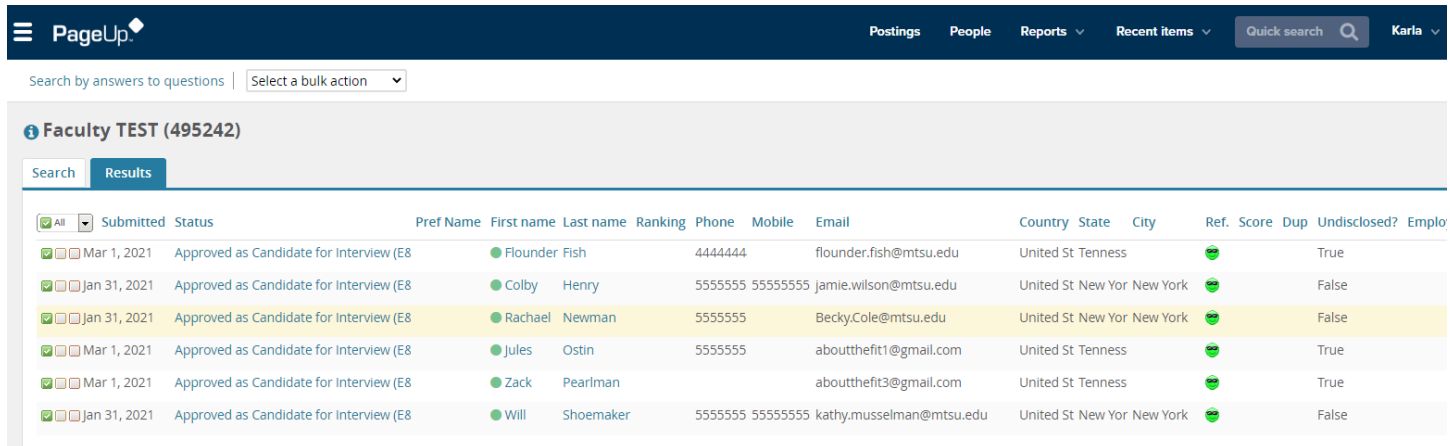 PageUp Postings People Reports Recent items Quick search Karla
Search by answers to questions Select a bulk action
Faculty TEST (495242)
Search Results
All Submitted Status Pref Name First name Last name Ranking Phone Mobile Email Country State City Ref. Score Dup Undisclosed? Emplo
Mar 1, 2021 Approved as Candidate for Interview (E& Flounder Fish 4444444 flounder.fish@mtsu.edu United St Tenness True
Jan 31, 2021 Approved as Candidate for Interview (E& Colby Henry 5555555 55555555 jamie.wilson@mtsu.edu United St New Yor New York False
Jan 31, 2021 Approved as Candidate for Interview (E& Rachael Newman 5555555 Becky.Cole@mtsu.edu United St New Yor New York False
Mar 1, 2021 Approved as Candidate for Interview (E& Jules Ostin 5555555 aboutthefit1@gmail.com United St Tenness True
Mar 1, 2021 Approved as Candidate for Interview (E& Zack Pearlman aboutthefit3@gmail.com United St Tenness True
Jan 31, 2021 Approved as Candidate for Interview (E& Will Shoemaker 5555555 55555555 kathy.musselman@mtsu.edu United St New Yor New York False